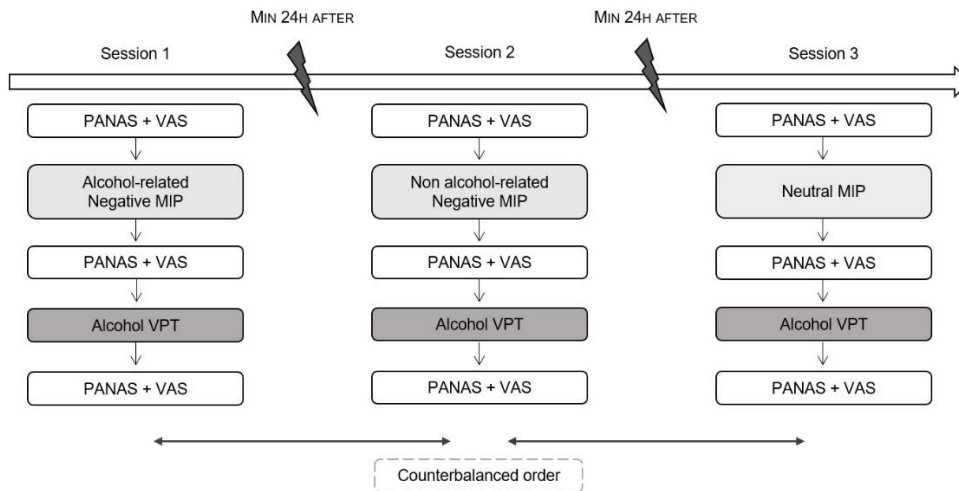 MIN 24H AFTER
MIN 24H AFTER
Session 1
Session 2
Session 3
PANAS + VAS
PANAS + VAS
PANAS + VAS
Alcohol-related
Negative MIP
Non alcohol-related
Negative MIP
Neutral MIP
PANAS + VAS
PANAS + VAS
PANAS + VAS
Alcohol VPT
Alcohol VPT
Alcohol VPT
PANAS + VAS
PANAS + VAS
PANAS + VAS
Counterbalanced order